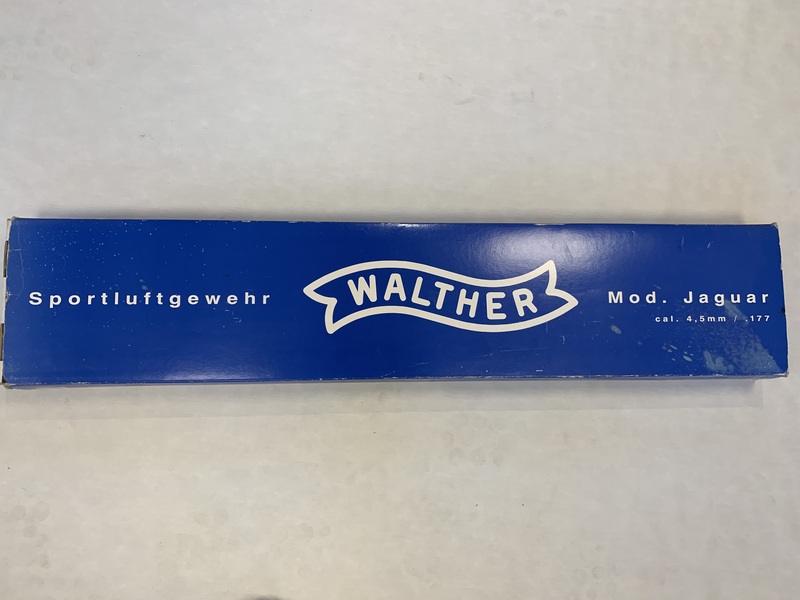 Sportluftgewehr
WALTHER
Mod. Jaguar
cal. 4,5mm / .177